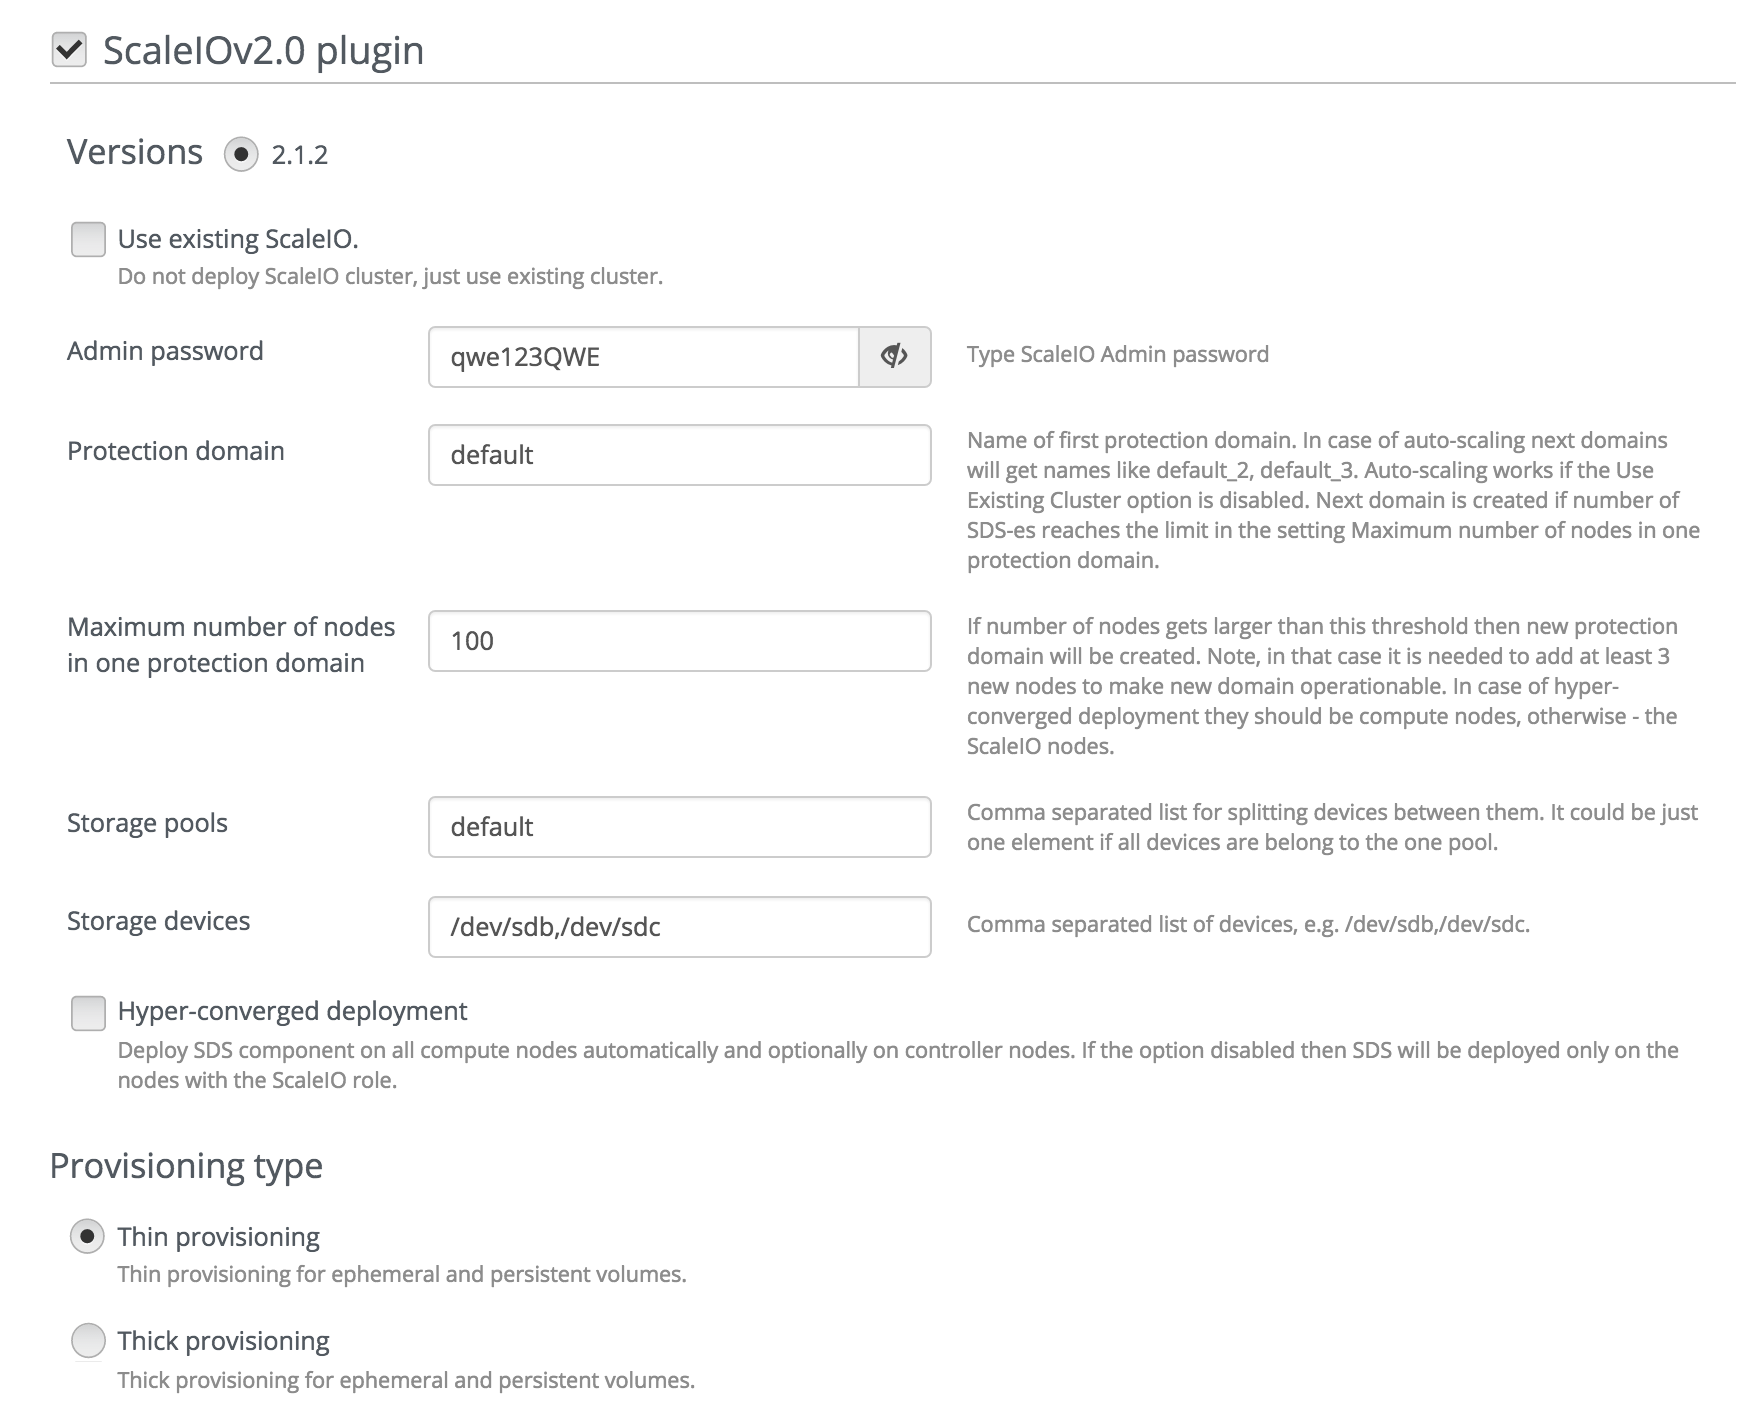 ScaleIOv2.0 plugin
Versions 2.1.2
Use existing ScaleIO.
Do not deploy ScaleIO cluster, just use existing cluster.
Admin password qwe123QWE Type ScaleIO Admin password
Protection domain default
Name of first protection domain. In case of auto-scaling next domains
will get names like default_2, default_3. Auto-scaling works if the Use
Existing Cluster option is disabled. Next domain is created if number of
SDS-es reaches the limit in the setting Maximum number of nodes in one
protection domain.
Maximum number of nodes
in one protection domain
100
If number of nodes gets larger than this threshold then new protection
domain will be created. Note, in that case it is needed to add at least 3
new nodes to make new domain operationable. In case of hyper-
converged deployment they should be compute nodes, otherwise - the
ScaleIO nodes.
Storage pools default
Comma separated list for splitting devices between them. It could be just
one element if all devices are belong to the one pool.
Storage devices /dev/sdb,/dev/sdc Comma separated list of devices, e.g. /dev/sdb,/dev/sdc.
Hyper-converged deployment
Deploy SDS component on all compute nodes automatically and optionally on controller nodes. If the option disabled then SDS will be deployed only on the
nodes with the ScaleIO role.
Provisioning type
Thin provisioning
Thin provisioning for ephemeral and persistent volumes.
Thick provisioning
Thick provisioning for ephemeral and persistent volumes.